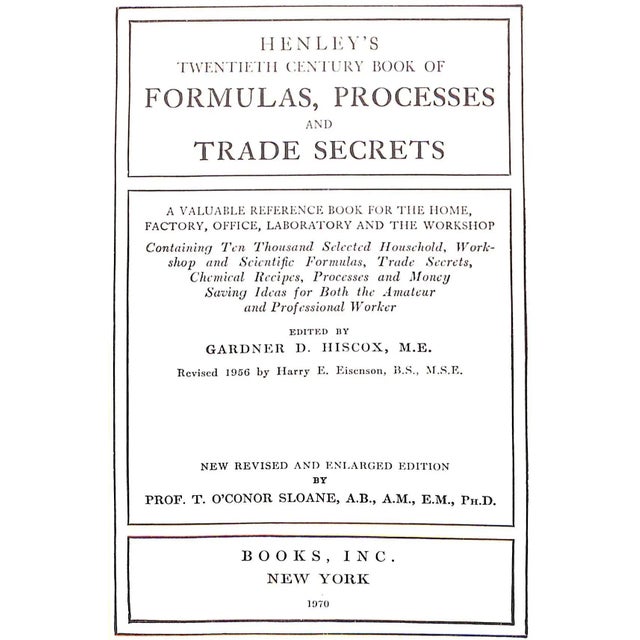 HENLEY'S
TWENTIETH CENTURY BOOK OF
FORMULAS, PROCESSES
AND
TRADE SECRETS
A VALUABLE REFERENCE BOOK FOR THE HOME,
FACTORY, OFFICE, LABORATORY AND THE WORKSHOP
Containing Ten Thousand Selected Household, Work-
shop and Scientific Formulas, Trade Secrets,
Chemical Recipes, Processes and Money
Saving Ideas for Both the Amateur
and Professional Worker
EDITED BY
GARDNER D. HISCOX, M.E.
Revised 1956 by Harry E. Eisenson, B.S., M.S.E.
NEW REVISED AND ENLARGED EDITION
BY
PROF. T. O'CONOR SLOANE, A.B., A.M., E.M., PH.D.
BOOKS, INC.
NEW YORK
1970